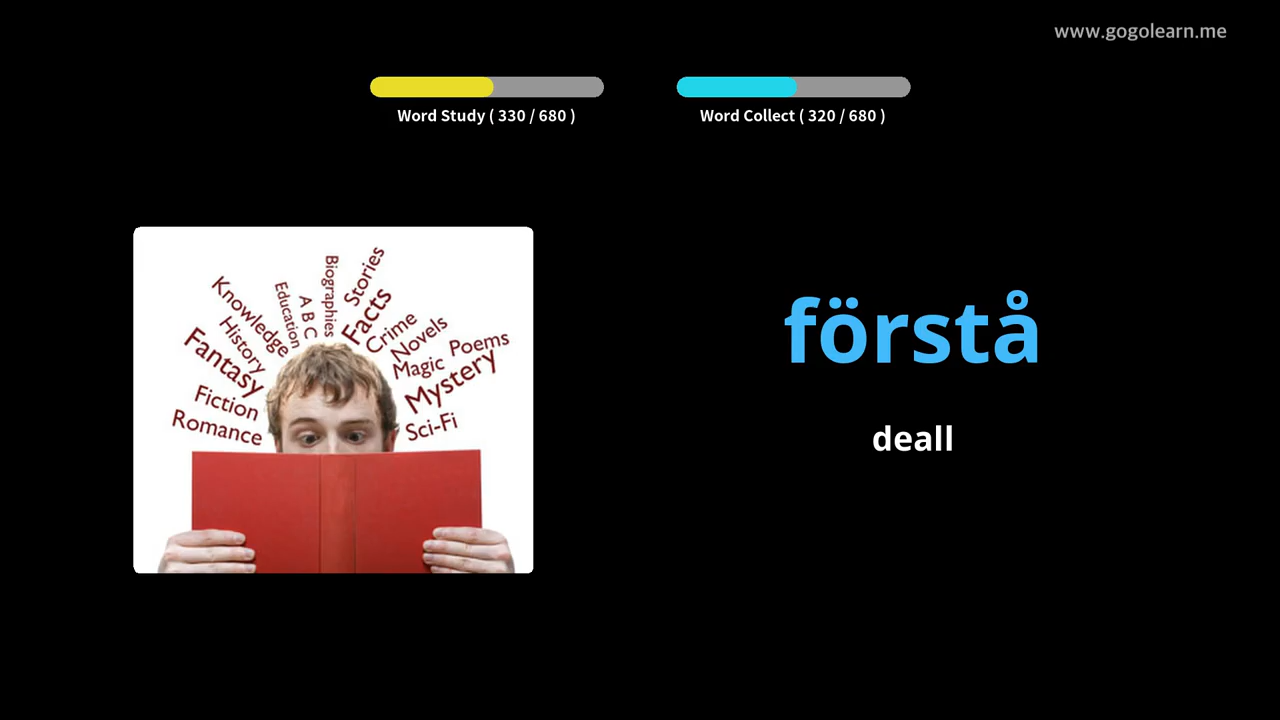 www.gogolearn.me
Word Study ( 330 / 680 )
Word Collect ( 320 / 680 )
Knowledge
History
Fantasy
Fiction
Romance
Education
A B C
Biographies
Stories
Facts
Crime
Novels
Magic
Poems
Mystery
Sci-Fi
förstå
deall